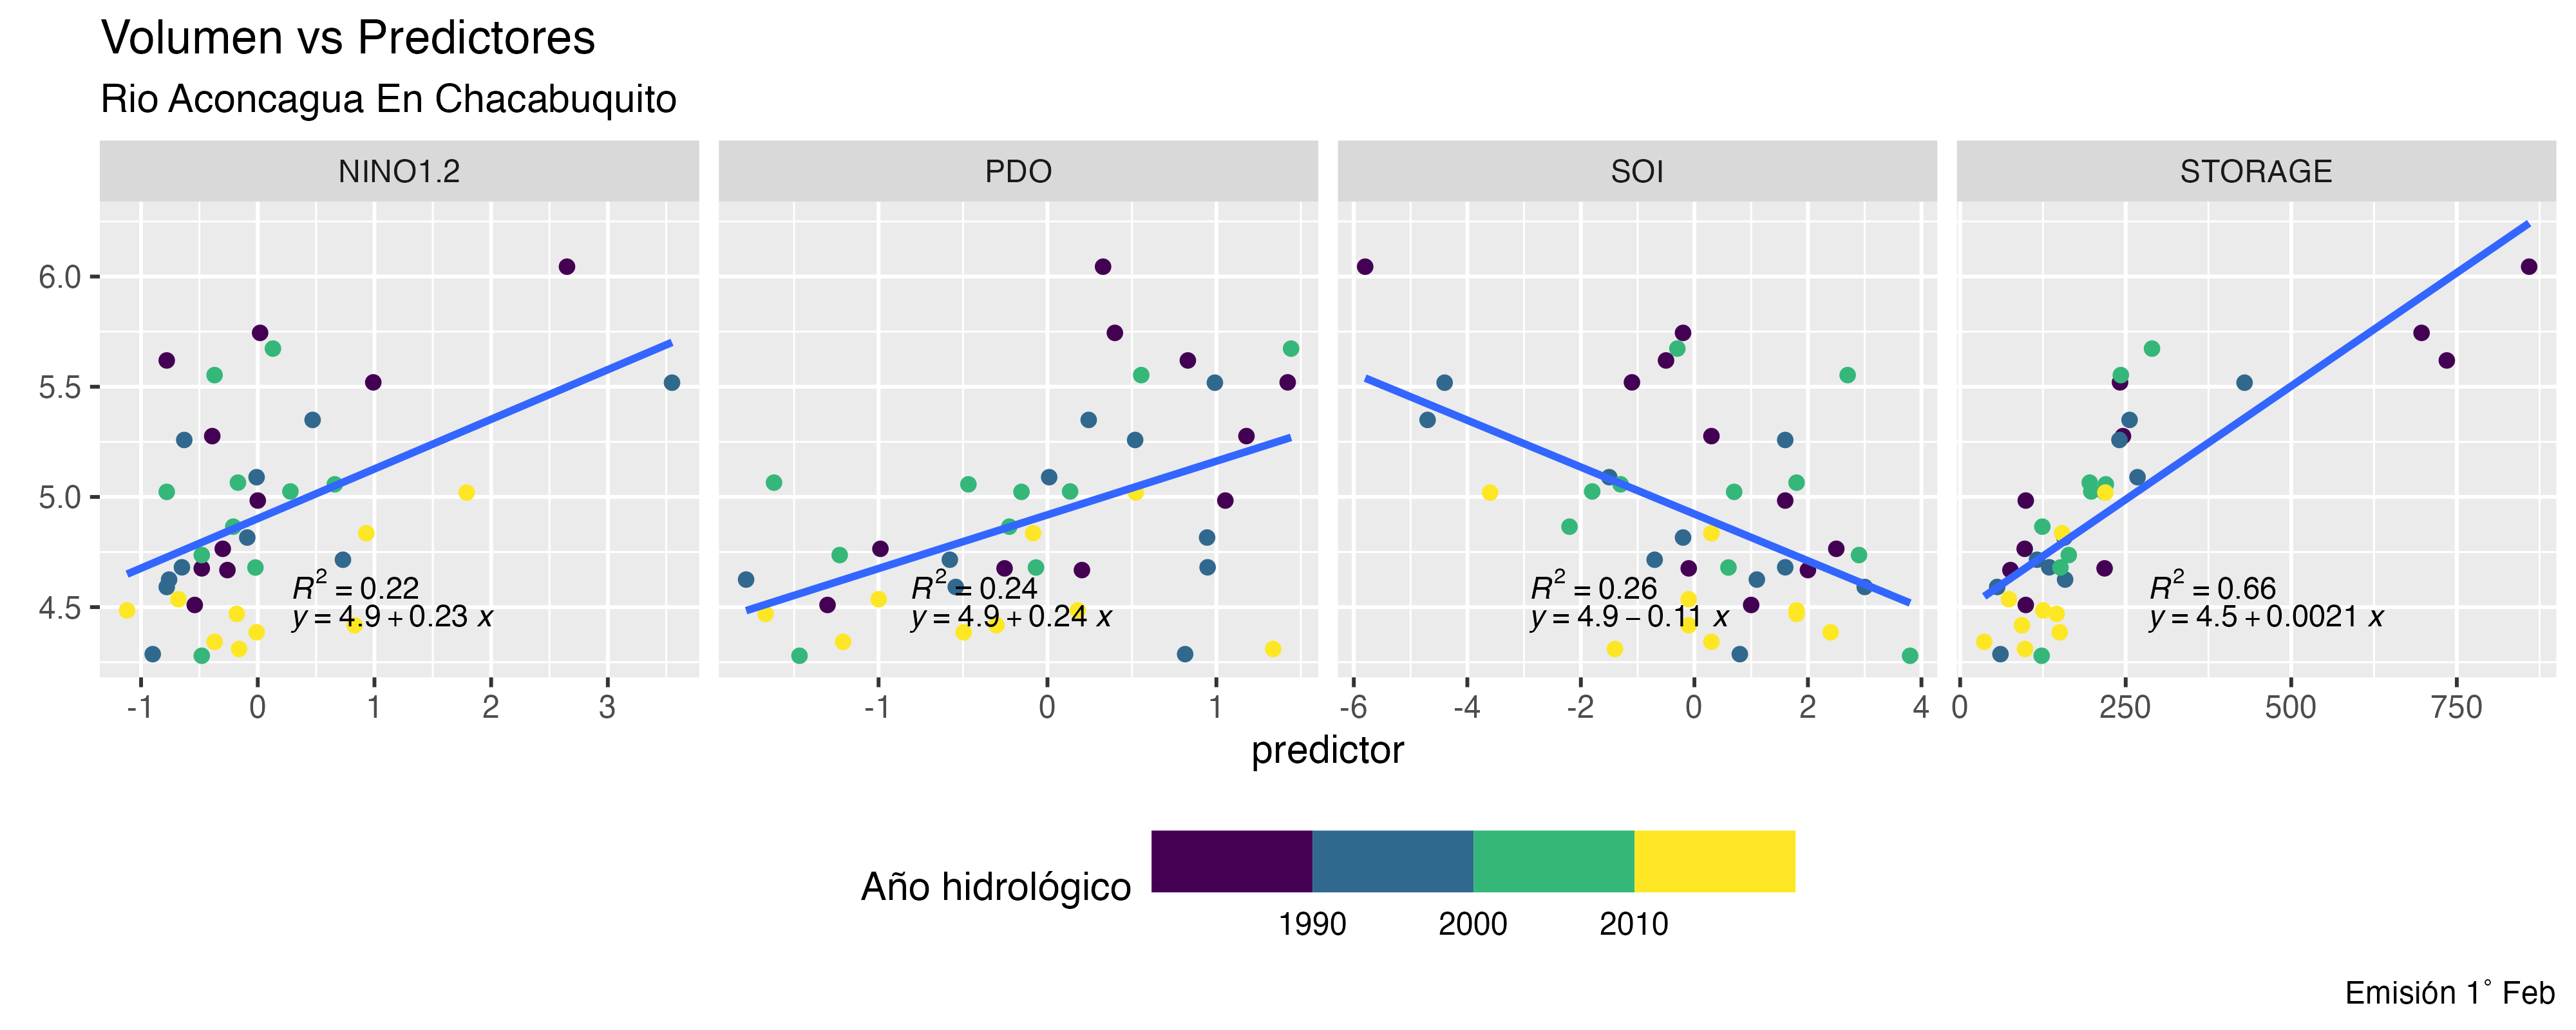 Volumen vs Predictores
Rio Aconcagua En Chacabuquito
NINO1.2 PDO SOI STORAGE
6.0
5.5
5.0
4.5
R² = 0.22 R² = 0.24 R² = 0.26 R² = 0.66
y = 4.9 + 0.23 x y = 4.9 + 0.24 x y = 4.9 − 0.11 x y = 4.5 + 0.0021 x
-1 0 1 2 3 -1 0 1 -6 -4 -2 0 2 4 0 250 500 750
predictor
Año hidrológico
1990 2000 2010
Emisión 1˚ Feb